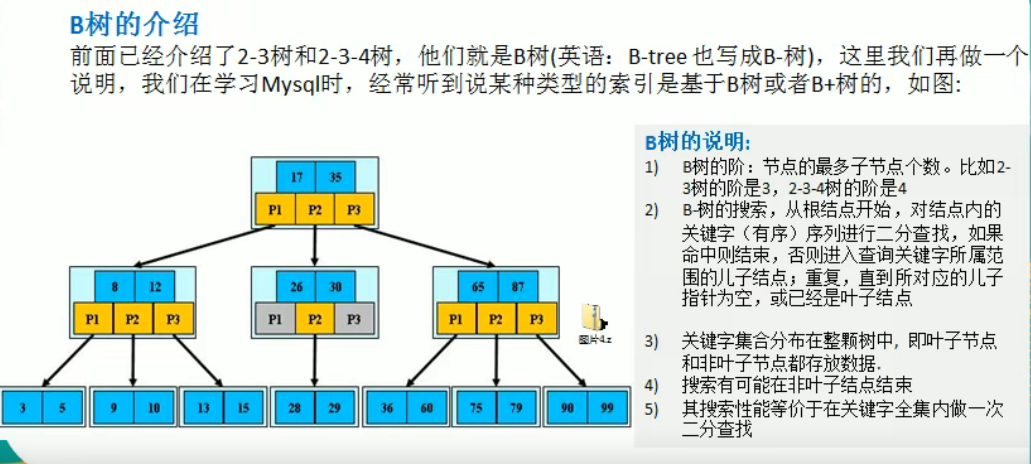 B树的介绍
前面已经介绍了2-3树和2-3-4树，他们就是B树(英语：B-tree 也写成B-树)，这里我们再做一个
说明，我们在学习Mysql时，经常听到说某种类型的索引是基于B树或者B+树的，如图:
17 35
P1 P2 P3
8 12
P1 P2 P3
26 30
P1 P2 P3
65 87
P1 P2 P3
3 5
9 10
13 15
28 29
36 60
75 79
90 99
图片4.z
B树的说明:
1) B树的阶：节点的最多子节点个数。比如2-
3树的阶是3，2-3-4树的阶是4
2) B-树的搜索，从根结点开始，对结点内的
关键字（有序）序列进行二分查找，如果
命中则结束，否则进入查询关键字所属范
围的儿子结点；重复，直到所对应的儿子
指针为空，或已经是叶子结点
3) 关键字集合分布在整颗树中, 即叶子节点
和非叶子节点都存放数据.
4) 搜索有可能在非叶子结点结束
5) 其搜索性能等价于在关键字全集内做一次
二分查找